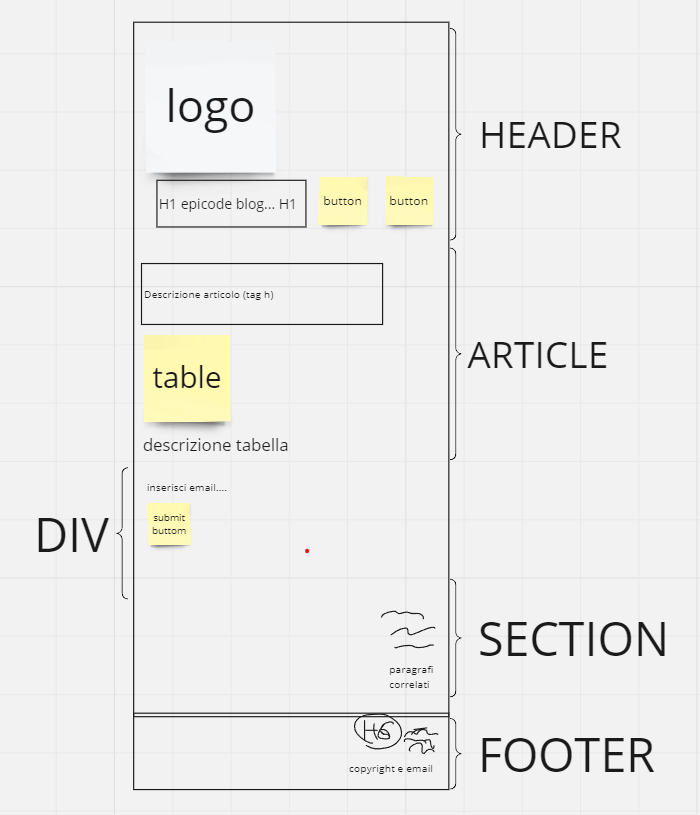 logo
HEADER
H1 epicode blog... H1
button
button
Descrizione articolo (tag h)
ARTICLE
table
descrizione tabella
inserisci email....
DIV
submit
buttom
SECTION
paragrafi
correlati
H6
FOOTER
copyright e email